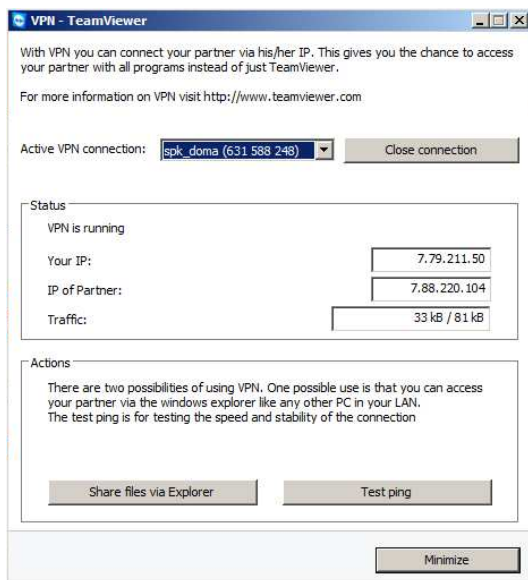 VPN - TeamViewer
With VPN you can connect your partner via his/her IP. This gives you the chance to access
your partner with all programs instead of just TeamViewer.
For more information on VPN visit http://www.teamviewer.com
Active VPN connection: spk_doma (631 588 248) Close connection
Status
VPN is running
Your IP: 7.79.211.50
IP of Partner: 7.88.220.104
Traffic: 33 kB / 81 kB
Actions
There are two possibilities of using VPN. One possible use is that you can access
your partner via the windows explorer like any other PC in your LAN.
The test ping is for testing the speed and stability of the connection
Share files via Explorer Test ping
Minimize